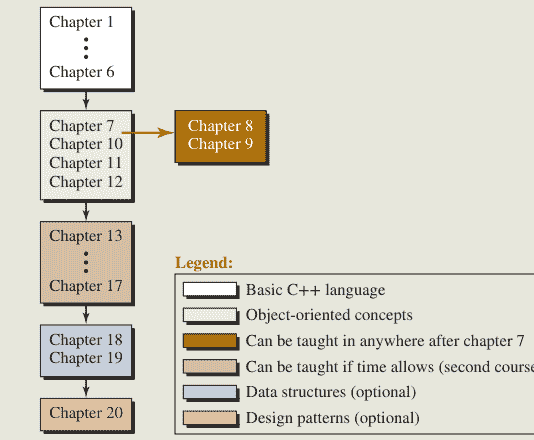 Chapter 1
Chapter 6
Chapter 7
Chapter 10
Chapter 11
Chapter 12
Chapter 8
Chapter 9
Chapter 13
Chapter 17
Chapter 18
Chapter 19
Chapter 20
Legend:
Basic C++ language
Object-oriented concepts
Can be taught in anywhere after chapter 7
Can be taught if time allows (second course
Data structures (optional)
Design patterns (optional)